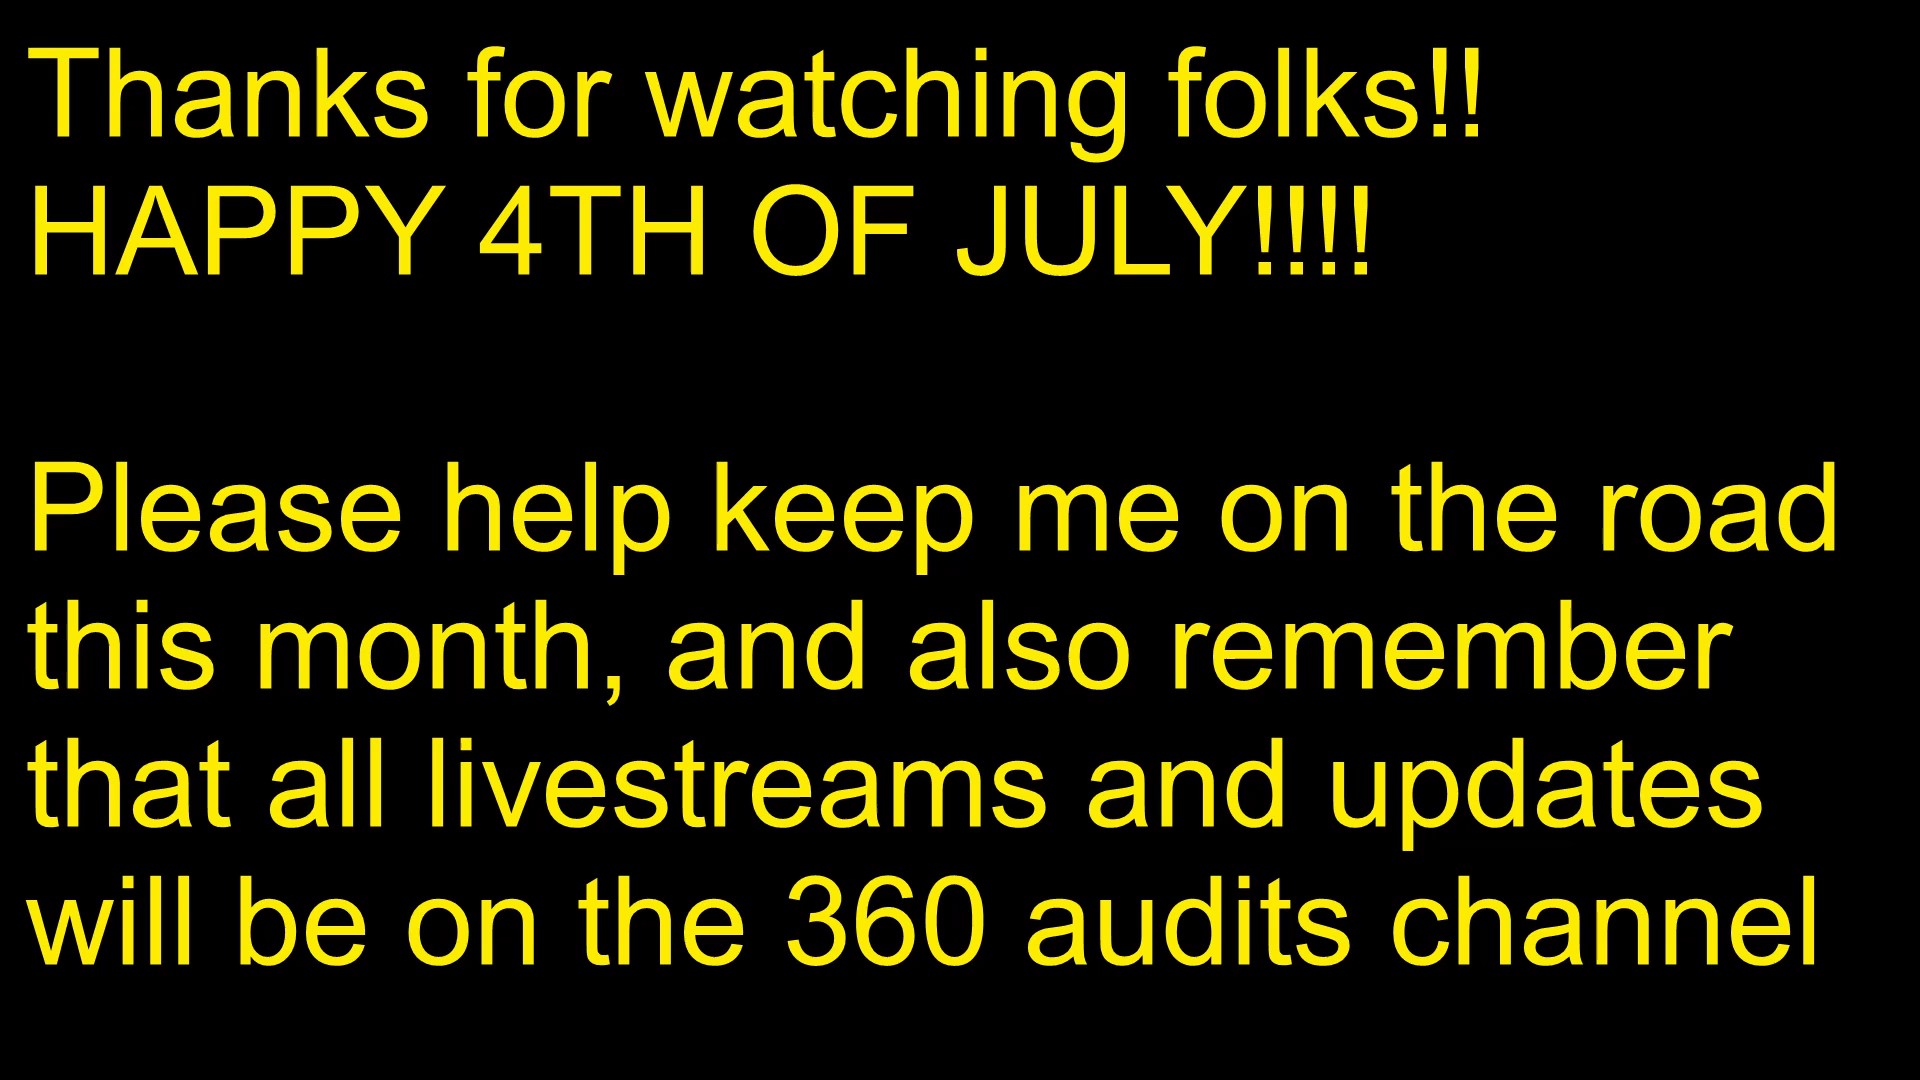 Thanks for watching folks!!
HAPPY 4TH OF JULY!!!!
Please help keep me on the road
this month, and also remember
that all livestreams and updates
will be on the 360 audits channel